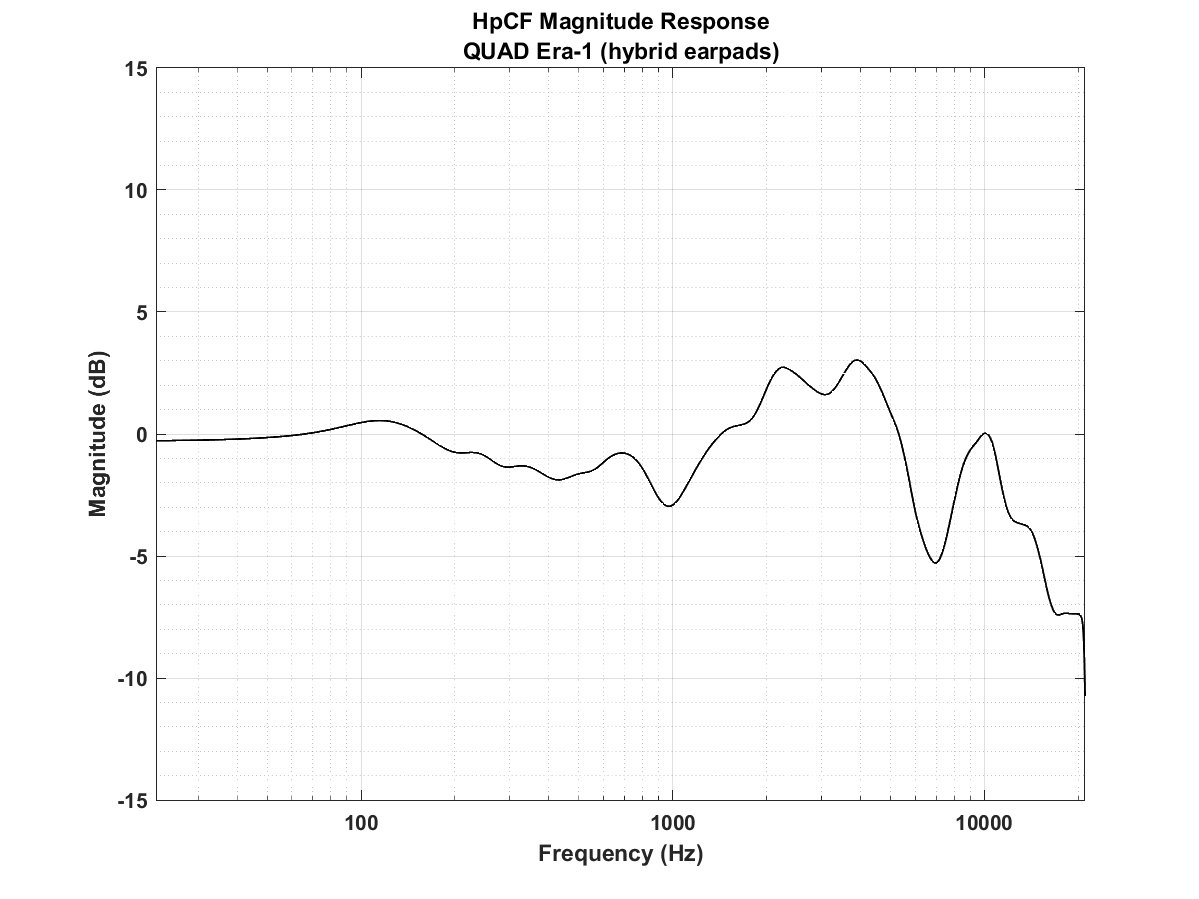 HpCF Magnitude Response
QUAD Era-1 (hybrid earpads)
15
10
5
0
-5
-10
-15
Magnitude (dB)
100
1000
10000
Frequency (Hz)